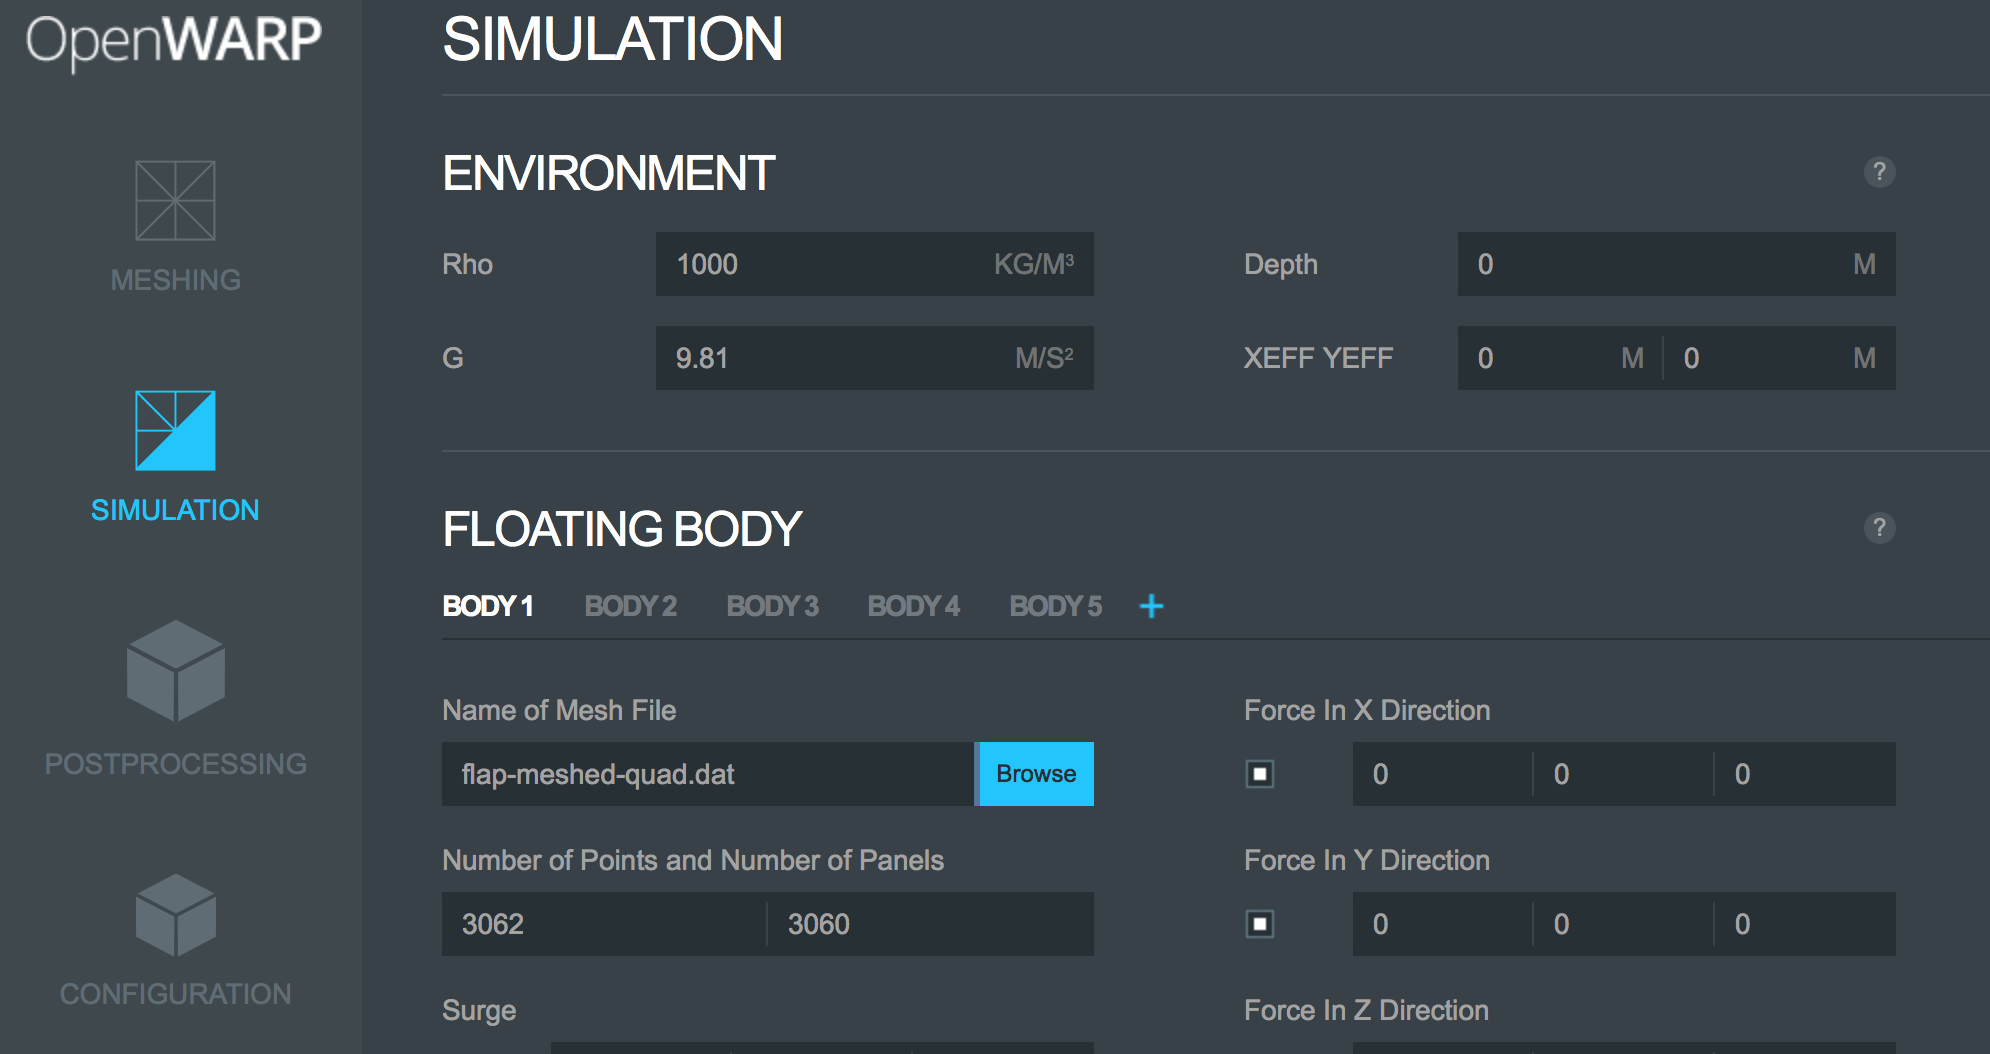 OpenWARP
MESHING
SIMULATION
POSTPROCESSING
CONFIGURATION
SIMULATION
ENVIRONMENT ?
Rho 1000 KG/M³ Depth 0 M
G 9.81 M/S² XEFF YEFF 0 M 0 M
FLOATING BODY ?
BODY 1 BODY 2 BODY 3 BODY 4 BODY 5 +
Name of Mesh File Force In X Direction
flap-meshed-quad.dat Browse 0 0 0
Number of Points and Number of Panels Force In Y Direction
3062 3060 0 0 0
Surge Force In Z Direction